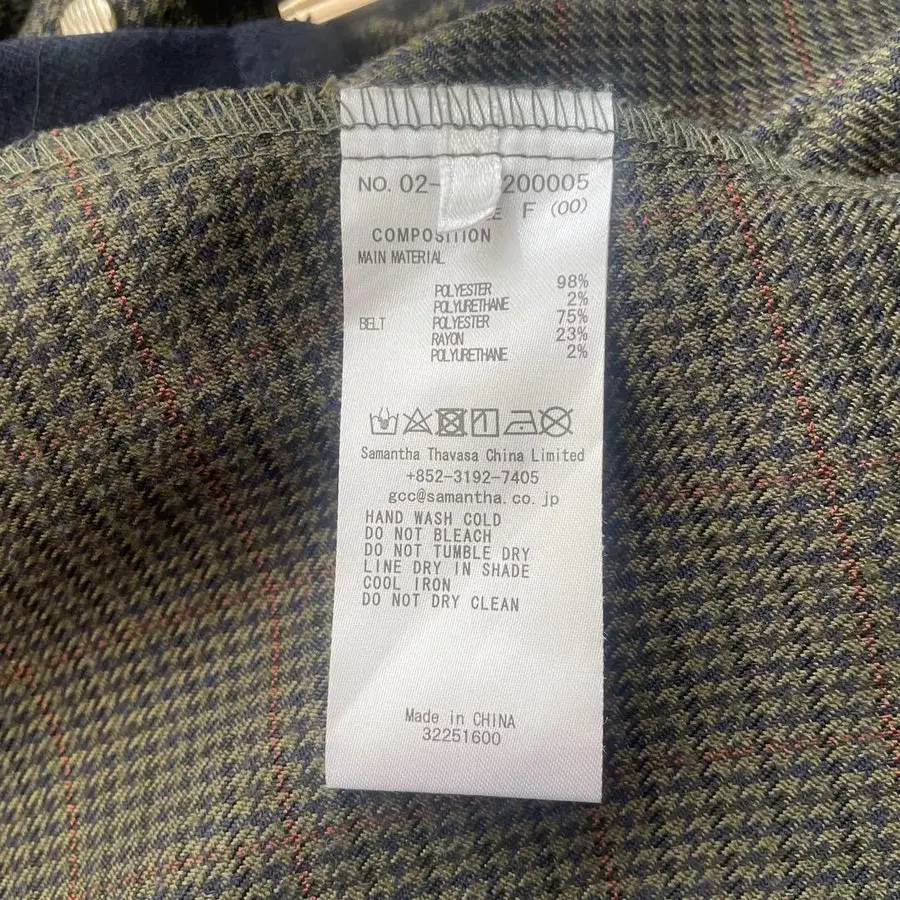 NO. 02- 200005
F (00)
COMPOSITION
MAIN MATERIAL
POLYESTER 98%
POLYURETHANE 2%
BELT POLYESTER 75%
RAYON 23%
POLYURETHANE 2%
Samantha Thavasa China Limited
+852-3192-7405
gcc@samantha.co.jp
HAND WASH COLD
DO NOT BLEACH
DO NOT TUMBLE DRY
LINE DRY IN SHADE
COOL IRON
DO NOT DRY CLEAN
Made in CHINA
32251600